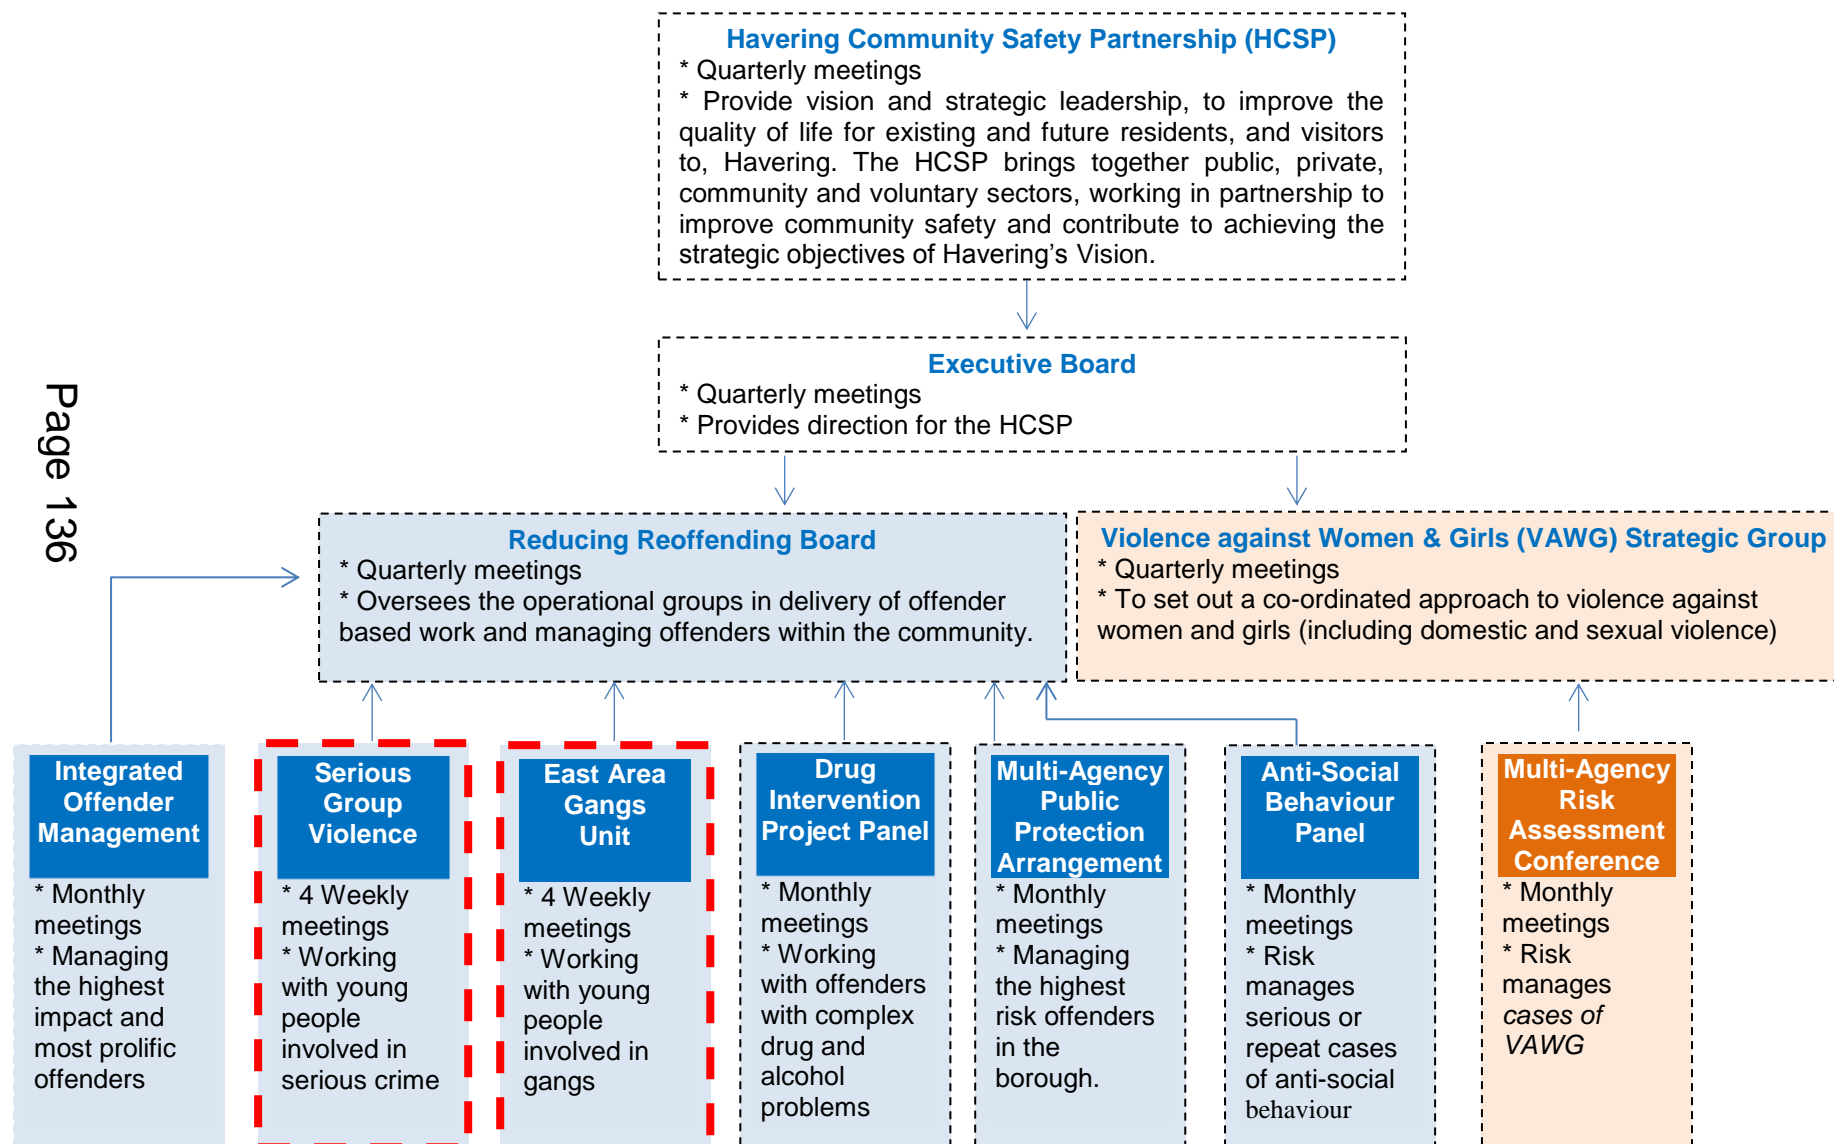 Havering Community Safety Partnership (HCSP)
* Quarterly meetings
* Provide vision and strategic leadership, to improve the
quality of life for existing and future residents, and visitors
to, Havering. The HCSP brings together public, private,
community and voluntary sectors, working in partnership to
improve community safety and contribute to achieving the
strategic objectives of Havering’s Vision.
Executive Board
* Quarterly meetings
* Provides direction for the HCSP
Page 136
Reducing Reoffending Board
* Quarterly meetings
* Oversees the operational groups in delivery of offender
based work and managing offenders within the community.
Violence against Women & Girls (VAWG) Strategic Group
* Quarterly meetings
* To set out a co-ordinated approach to violence against
women and girls (including domestic and sexual violence)
Integrated
Offender
Management
* Monthly
meetings
* Managing
the highest
impact and
most prolific
offenders
Serious
Group
Violence
* 4 Weekly
meetings
* Working
with young
people
involved in
serious crime
East Area
Gangs
Unit
* 4 Weekly
meetings
* Working
with young
people
involved in
gangs
Drug
Intervention
Project Panel
* Monthly
meetings
* Working
with offenders
with complex
drug and
alcohol
problems
Multi-Agency
Public
Protection
Arrangement
* Monthly
meetings
* Managing
the highest
risk offenders
in the
borough.
Anti-Social
Behaviour
Panel
* Monthly
meetings
* Risk
manages
serious or
repeat cases
of anti-social
behaviour
Multi-Agency
Risk
Assessment
Conference
* Monthly
meetings
* Risk
manages
cases of
VAWG